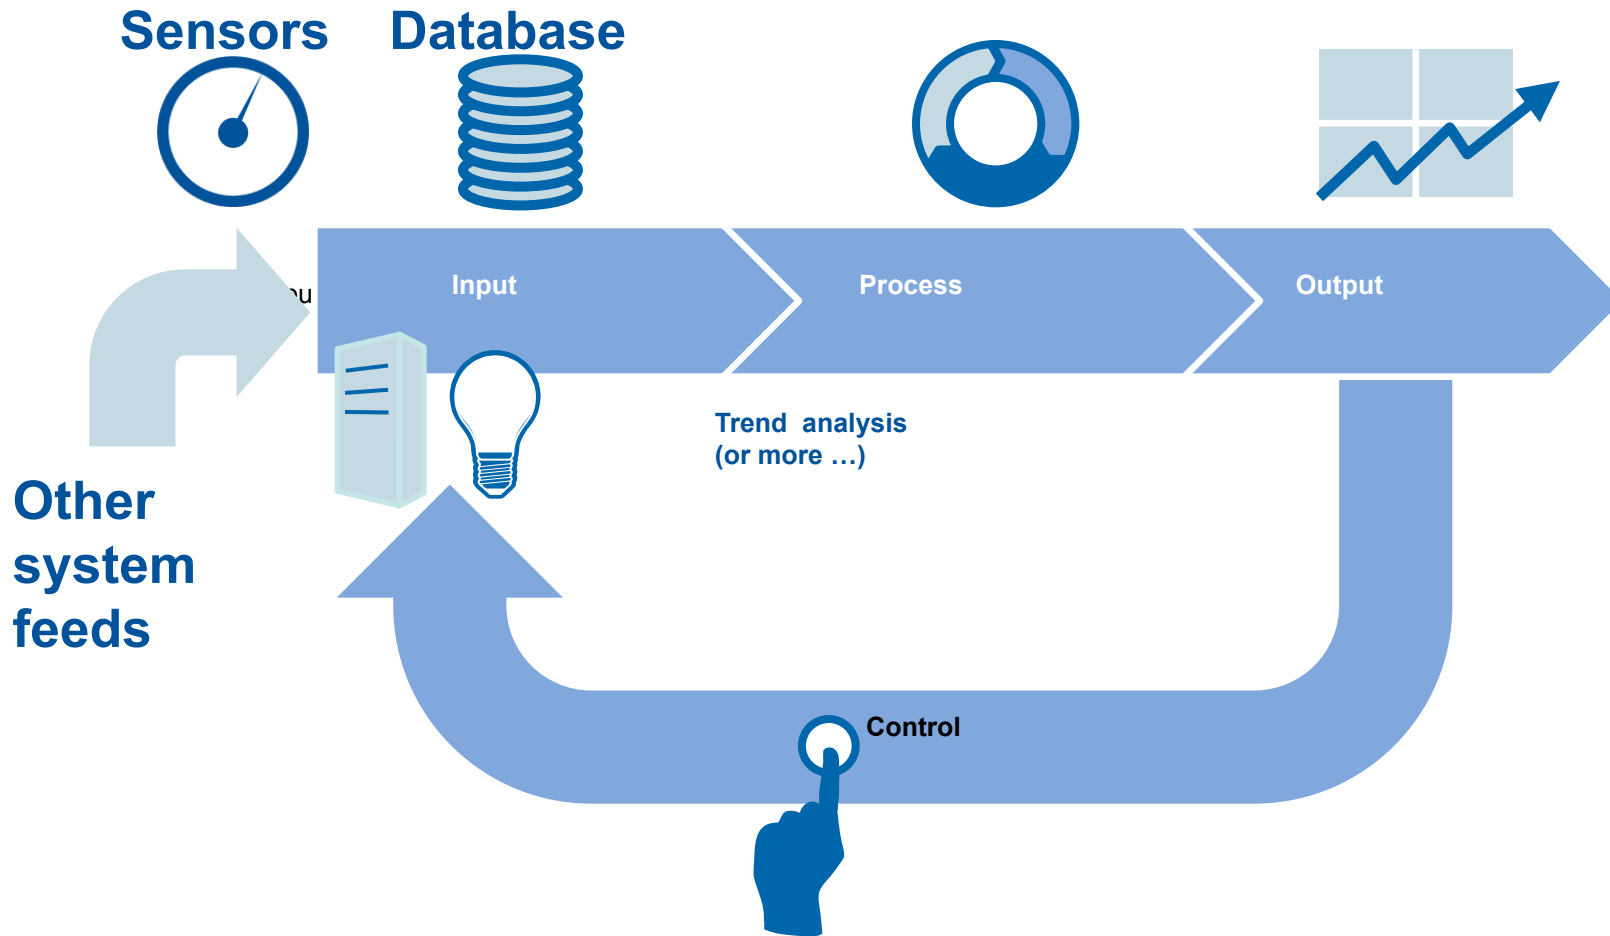 Sensors
Database
Input
Process
Output
Trend analysis
(or more …)
Other
system
feeds
Control